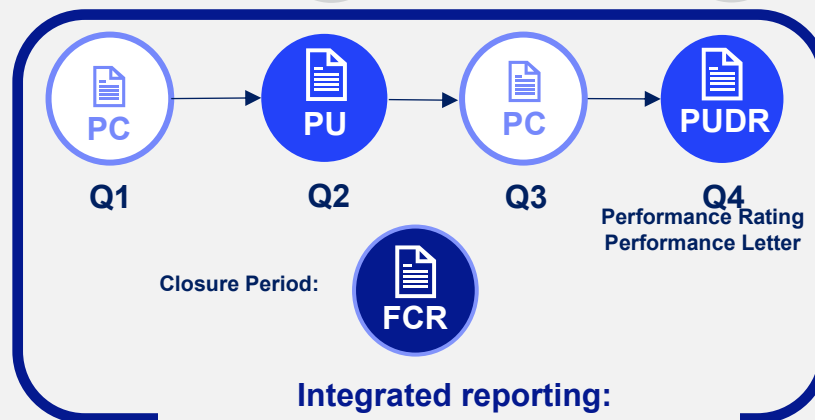 PC
PU
PC
PUDR
Q1
Q2
Q3
Q4
Performance Rating
Performance Letter
Closure Period:
FCR
Integrated reporting: